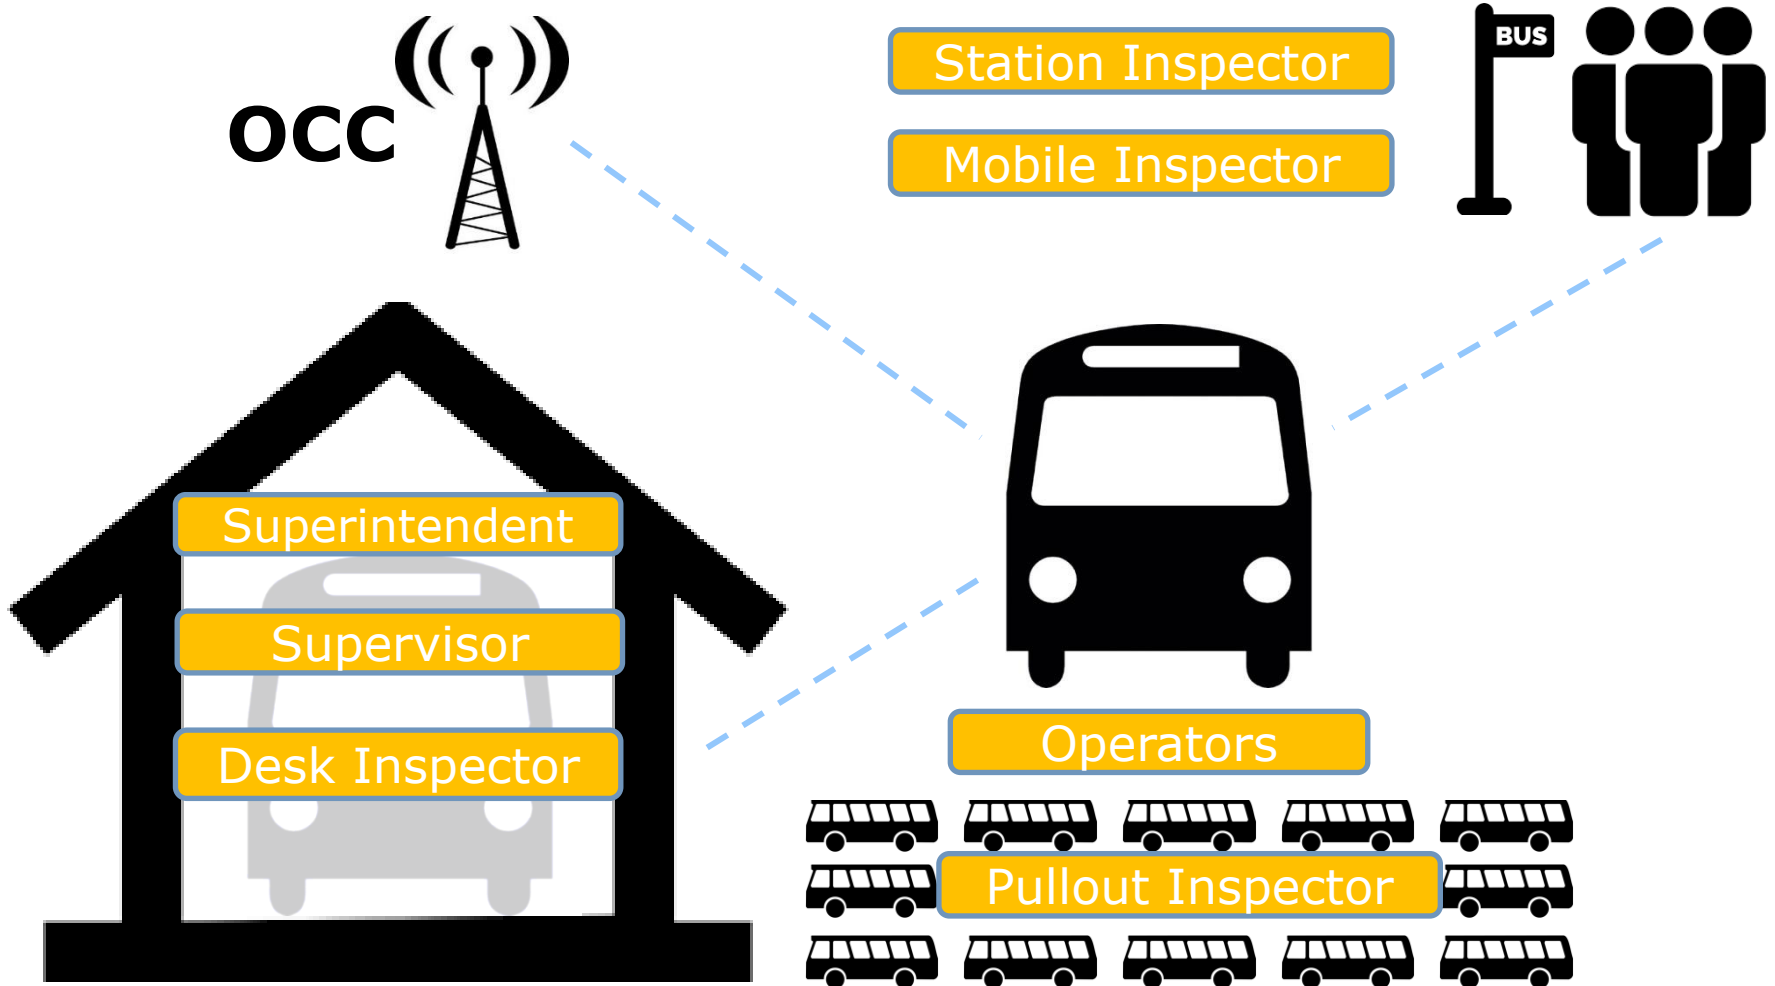 OCC
Station Inspector
BUS
Mobile Inspector
Superintendent
Supervisor
Desk Inspector
Operators
Pullout Inspector